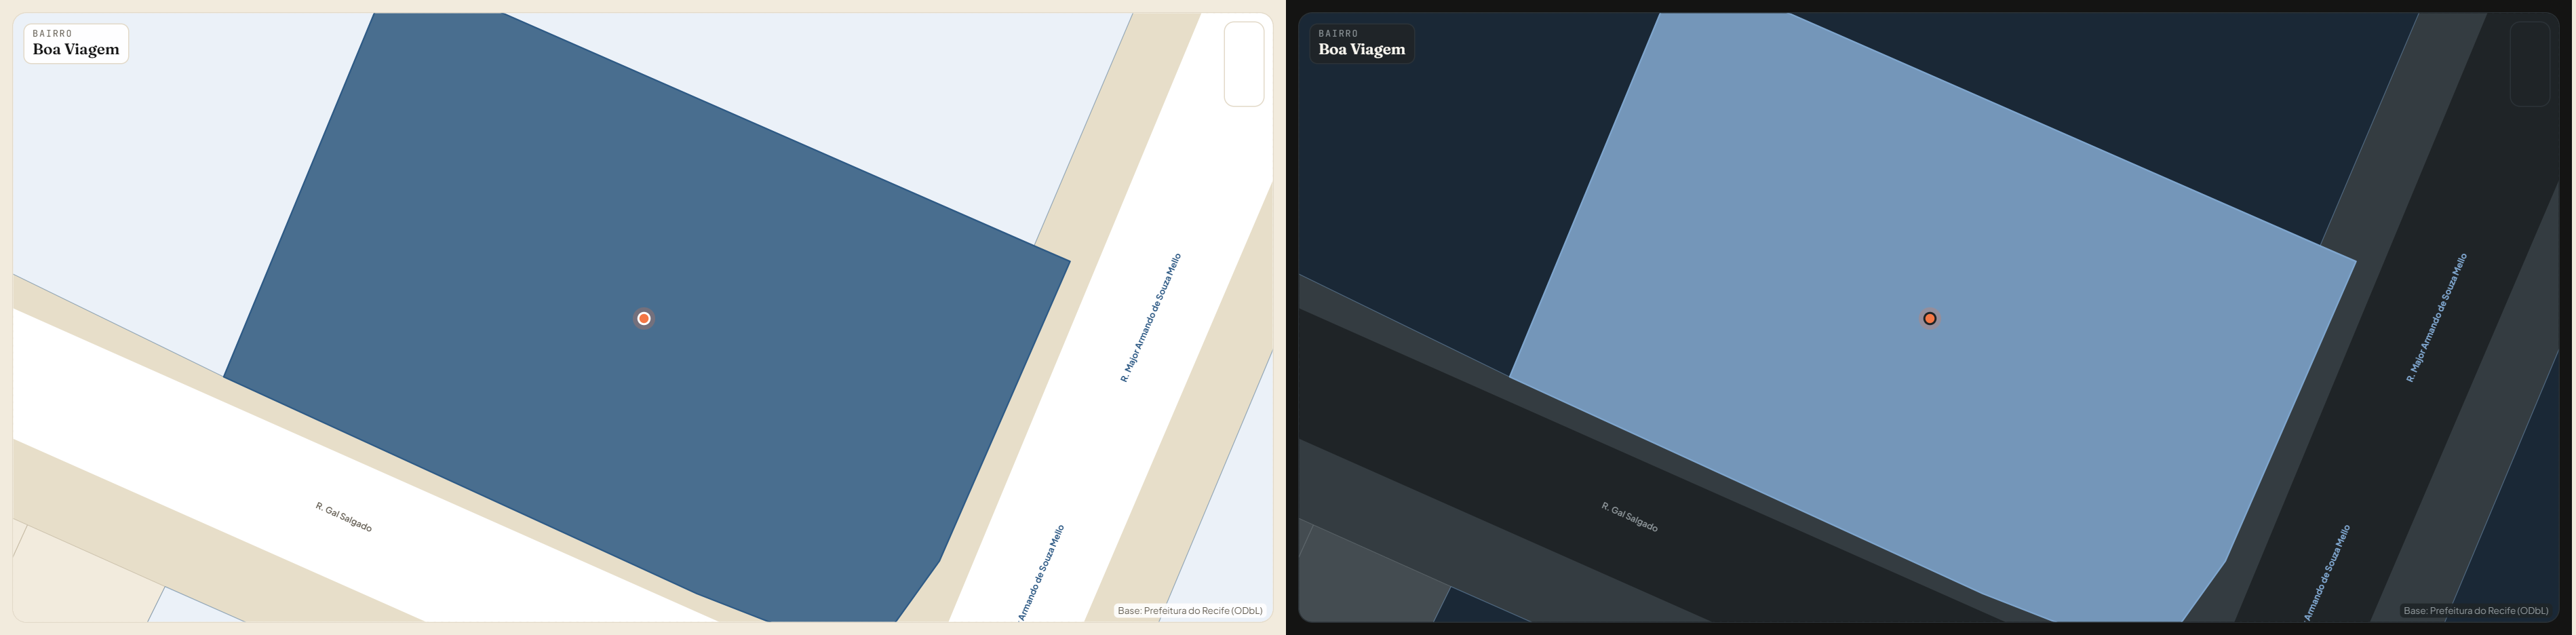 BAIRRO
Boa Viagem
R. Major Armando de Souza Mello
R. Gal Salgado
Armando de Souza Mello
Base: Prefeitura do Recife (ODbL)
BAIRRO
Boa Viagem
R. Major Armando de Souza Mello
R. Gal Salgado
Armando de Souza Mello
Base: Prefeitura do Recife (ODbL)